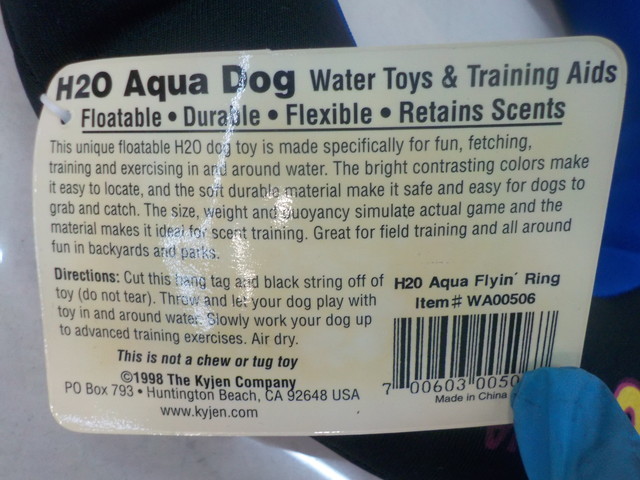 H2O Aqua Dog Water Toys & Training Aids
Floatable • Durable • Flexible • Retains Scents
This unique floatable H20 dog toy is made specifically for fun, fetching,
training and exercising in and around water. The bright contrasting colors make
it easy to locate, and the soft durable material make it safe and easy for dogs to
grab and catch. The size, weight and buoyancy simulate actual game and the
material makes it ideal for scent training. Great for field training and all around
fun in backyards and parks.
Directions: Cut this hang tag and black string off of
toy (do not tear). Throw and let your dog play with
toy in and around water. Slowly work your dog up
to advanced training exercises. Air dry.
This is not a chew or tug toy
©1998 The Kyjen Company
PO Box 793 • Huntington Beach, CA 92648 USA
www.kyjen.com
H20 Aqua Flyin' Ring
Item# WA00506
7 00603 0050
Made in China